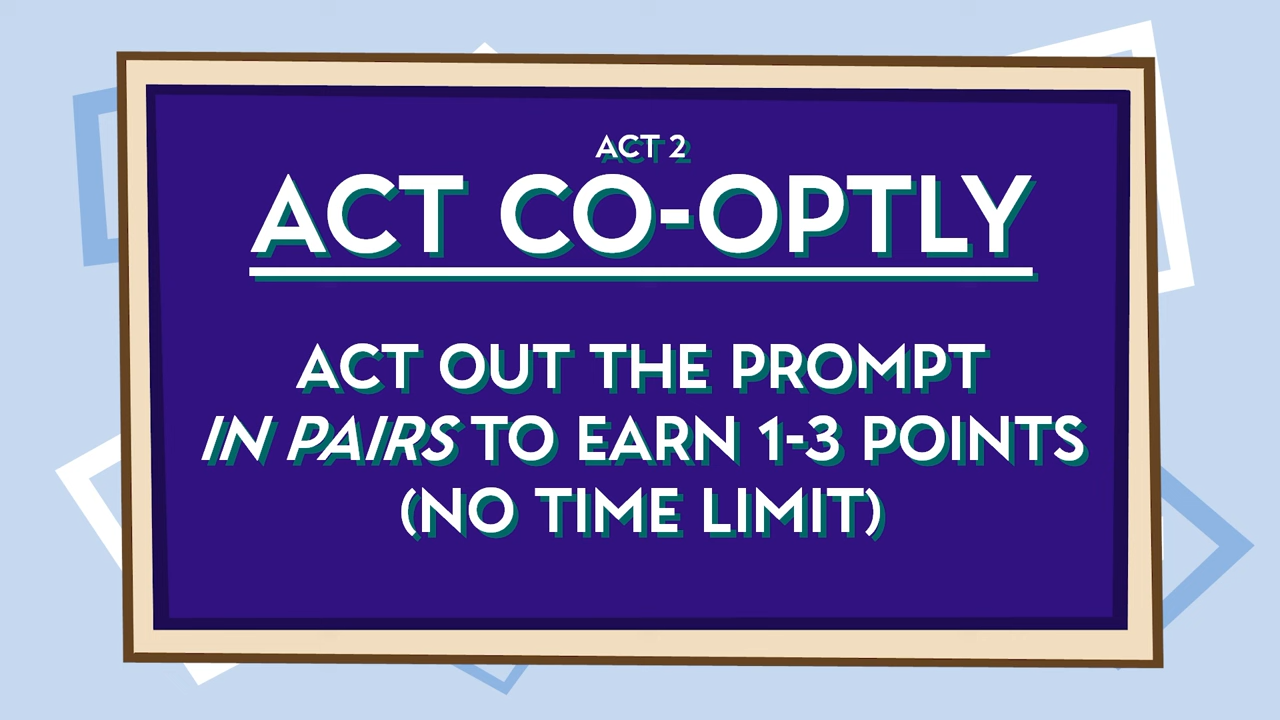 ACT 2
ACT CO-OPTLY
ACT OUT THE PROMPT
IN PAIRS TO EARN 1-3 POINTS
(NO TIME LIMIT)